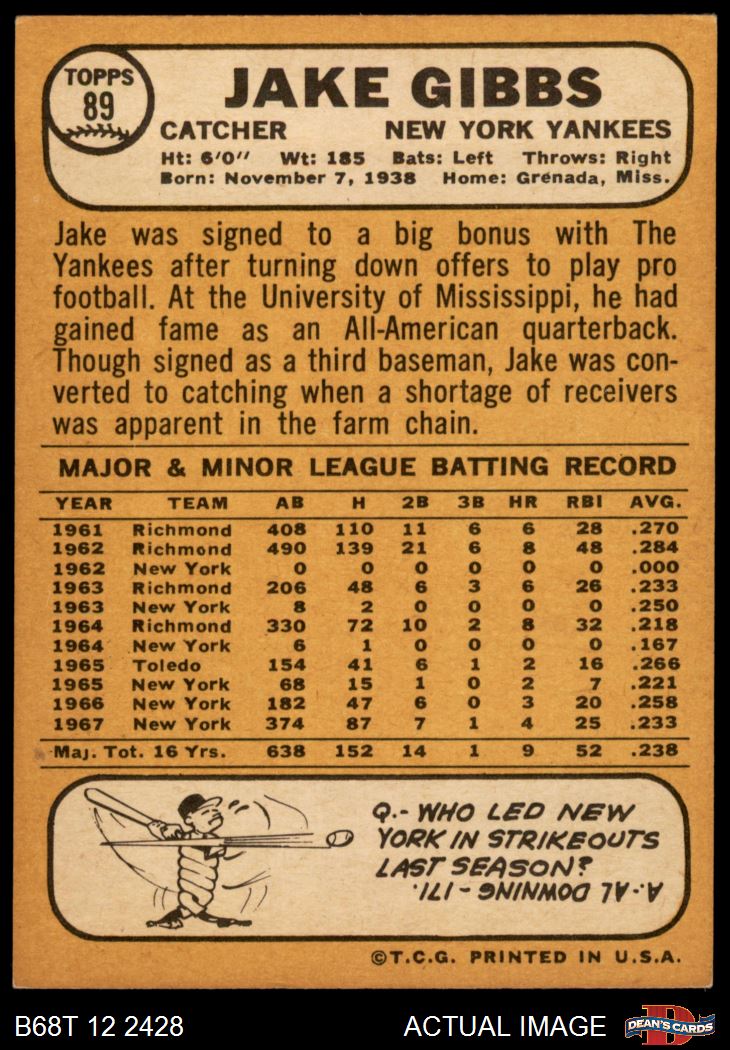 TOPPS
89
JAKE GIBBS
CATCHER NEW YORK YANKEES
Ht: 6'0" Wt: 185 Bats: Left Throws: Right
Born: November 7, 1938 Home: Grenada, Miss.
Jake was signed to a big bonus with The
Yankees after turning down offers to play pro
football. At the University of Mississippi, he had
gained fame as an All-American quarterback.
Though signed as a third baseman, Jake was con-
verted to catching when a shortage of receivers
was apparent in the farm chain.
MAJOR & MINOR LEAGUE BATTING RECORD
YEAR TEAM AB H 2B 3B HR RBI AVG.
1961 Richmond 408 110 11 6 6 28 .270
1962 Richmond 490 139 21 6 8 48 .284
1962 New York 0 0 0 0 0 0 .000
1963 Richmond 206 48 6 3 6 26 .233
1963 New York 8 2 0 0 0 0 .250
1964 Richmond 330 72 10 2 8 32 .218
1964 New York 6 1 0 0 0 0 .167
1965 Toledo 154 41 6 1 2 16 .266
1965 New York 68 15 1 0 2 7 .221
1966 New York 182 47 6 0 3 20 .258
1967 New York 374 87 7 1 4 25 .233
Maj. Tot. 16 Yrs. 638 152 14 1 9 52 .238
Q.- WHO LED NEW
YORK IN STRIKEOUTS
LAST SEASON?
A.- AL DOWNING - 171.
©T.C.G. PRINTED IN U.S.A.
B68T 12 2428 ACTUAL IMAGE
D
DEAN'S CARDS